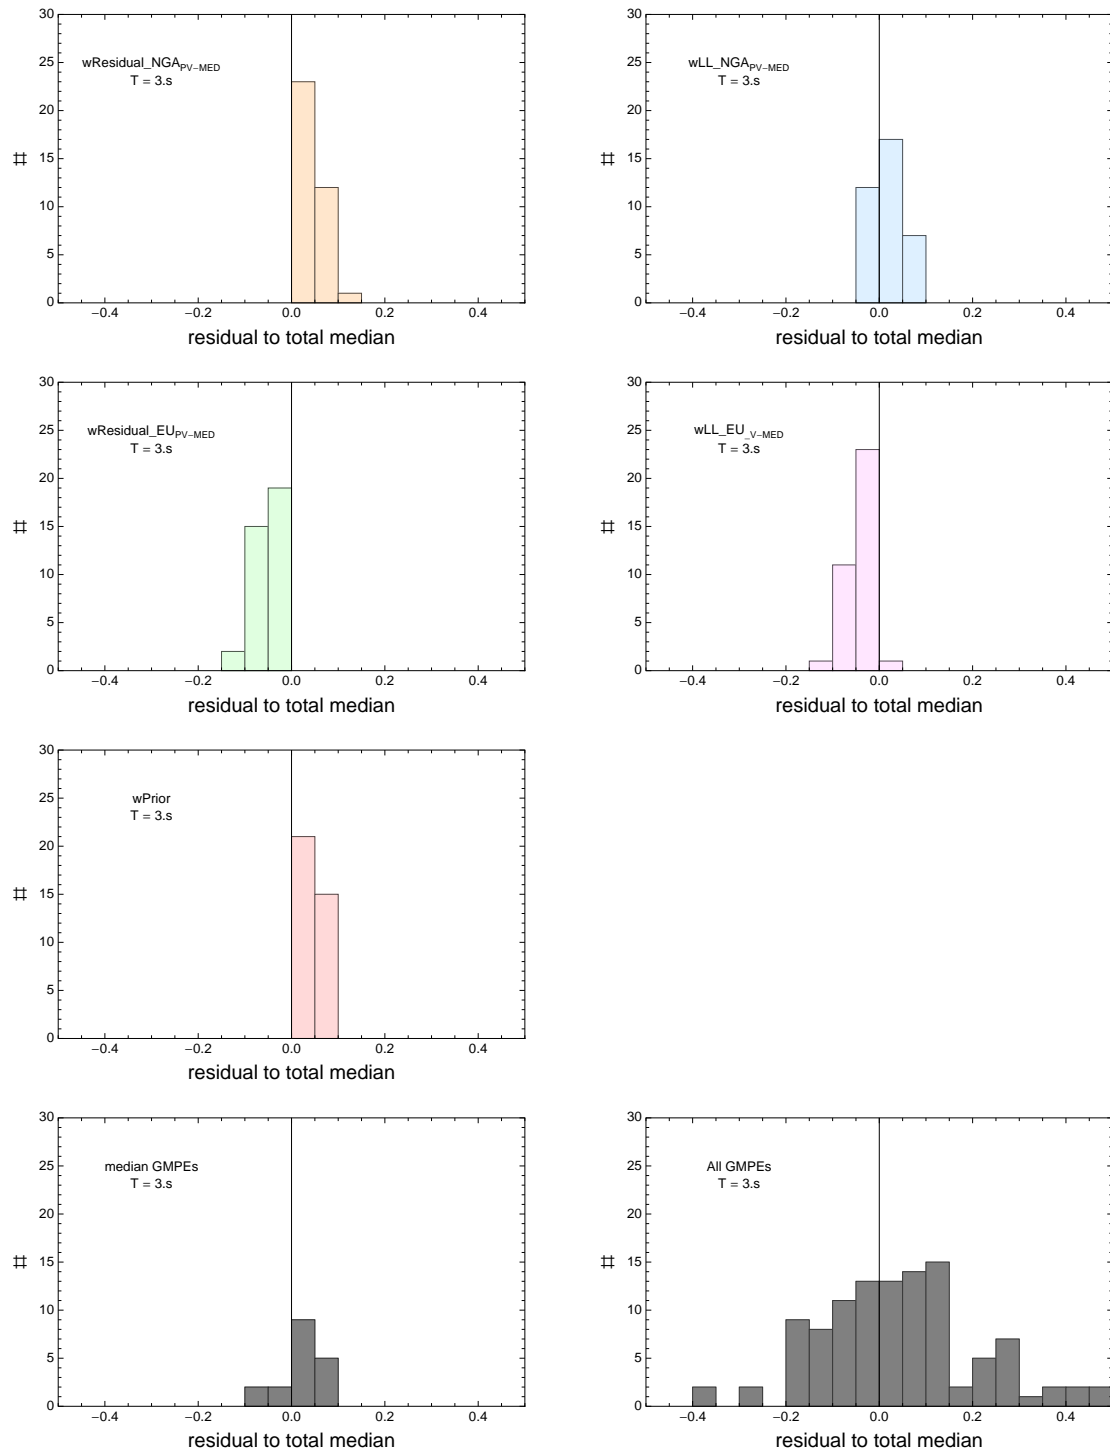 30
25
20
15
10
5
0
#
wResidual_NGA_PV−MED
T = 3.s
−0.4 −0.2 0.0 0.2 0.4
residual to total median
30
25
20
15
10
5
0
#
wLL_NGA_PV−MED
T = 3.s
−0.4 −0.2 0.0 0.2 0.4
residual to total median
30
25
20
15
10
5
0
#
wResidual_EU_PV−MED
T = 3.s
−0.4 −0.2 0.0 0.2 0.4
residual to total median
30
25
20
15
10
5
0
#
wLL_EU_V−MED
T = 3.s
−0.4 −0.2 0.0 0.2 0.4
residual to total median
30
25
20
15
10
5
0
#
wPrior
T = 3.s
−0.4 −0.2 0.0 0.2 0.4
residual to total median
30
25
20
15
10
5
0
#
median GMPEs
T = 3.s
−0.4 −0.2 0.0 0.2 0.4
residual to total median
30
25
20
15
10
5
0
#
All GMPEs
T = 3.s
−0.4 −0.2 0.0 0.2 0.4
residual to total median